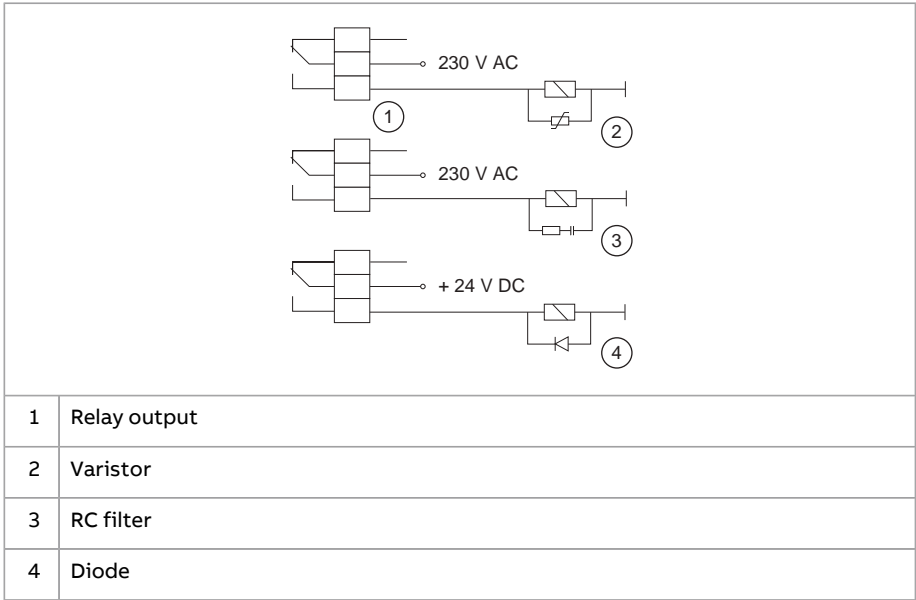 230 V AC
1
2
230 V AC
3
+ 24 V DC
4
1 Relay output
2 Varistor
3 RC filter
4 Diode